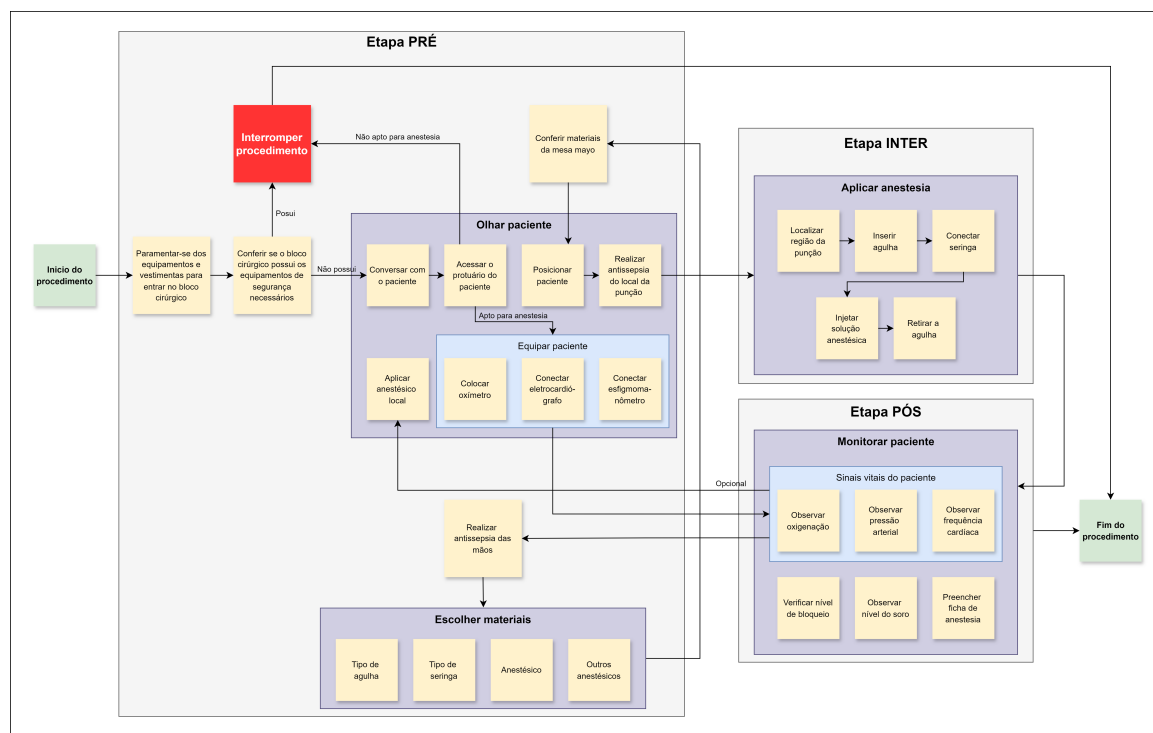 Etapa PRÉ
Interromper
procedimento
Não apto para anestesia
Conferir materiais
da mesa mayo
Posui
Inicio do
procedimento
Paramentar-se dos
equipamentos e
vestimentas para
entrar no bloco
cirúrgico
Conferir se o bloco
cirúrgico possui os
equipamentos de
segurança
necessários
Não possui
Olhar paciente
Conversar com
o paciente
Acessar o
protuário do
paciente
Posicionar
paciente
Realizar
antissepsia
do local da
punção
Apto para anestesia
Equipar paciente
Aplicar
anestésico
local
Colocar
oxímetro
Conectar
eletrocardió-
grafo
Conectar
esfigmoma-
nômetro
Opcional
Realizar
antissepsia das
mãos
Escolher materiais
Tipo de
agulha
Tipo de
seringa
Anestésico
Outros
anestésicos
Etapa INTER
Aplicar anestesia
Localizar
região da
punção
Inserir
agulha
Conectar
seringa
Injetar
solução
anestésica
Retirar a
agulha
Etapa PÓS
Monitorar paciente
Sinais vitais do paciente
Observar
oxigenação
Observar
pressão
arterial
Observar
frequência
cardíaca
Verificar nível
de bloqueio
Observar
nível do soro
Preencher
ficha de
anestesia
Fim do
procedimento